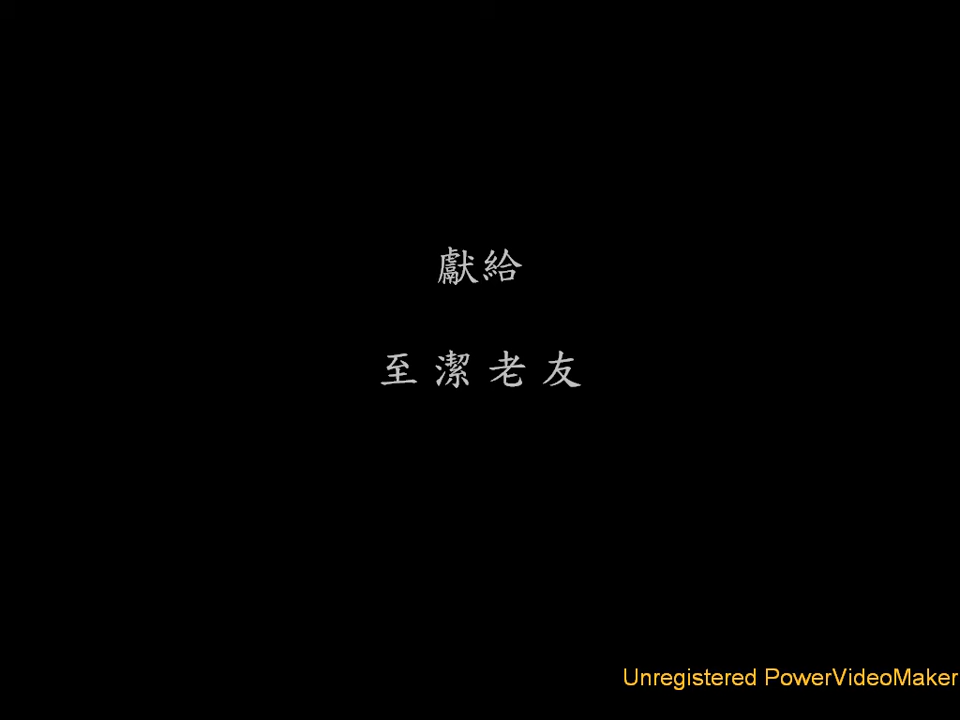 獻給
至潔老友
Unregistered PowerVideoMaker